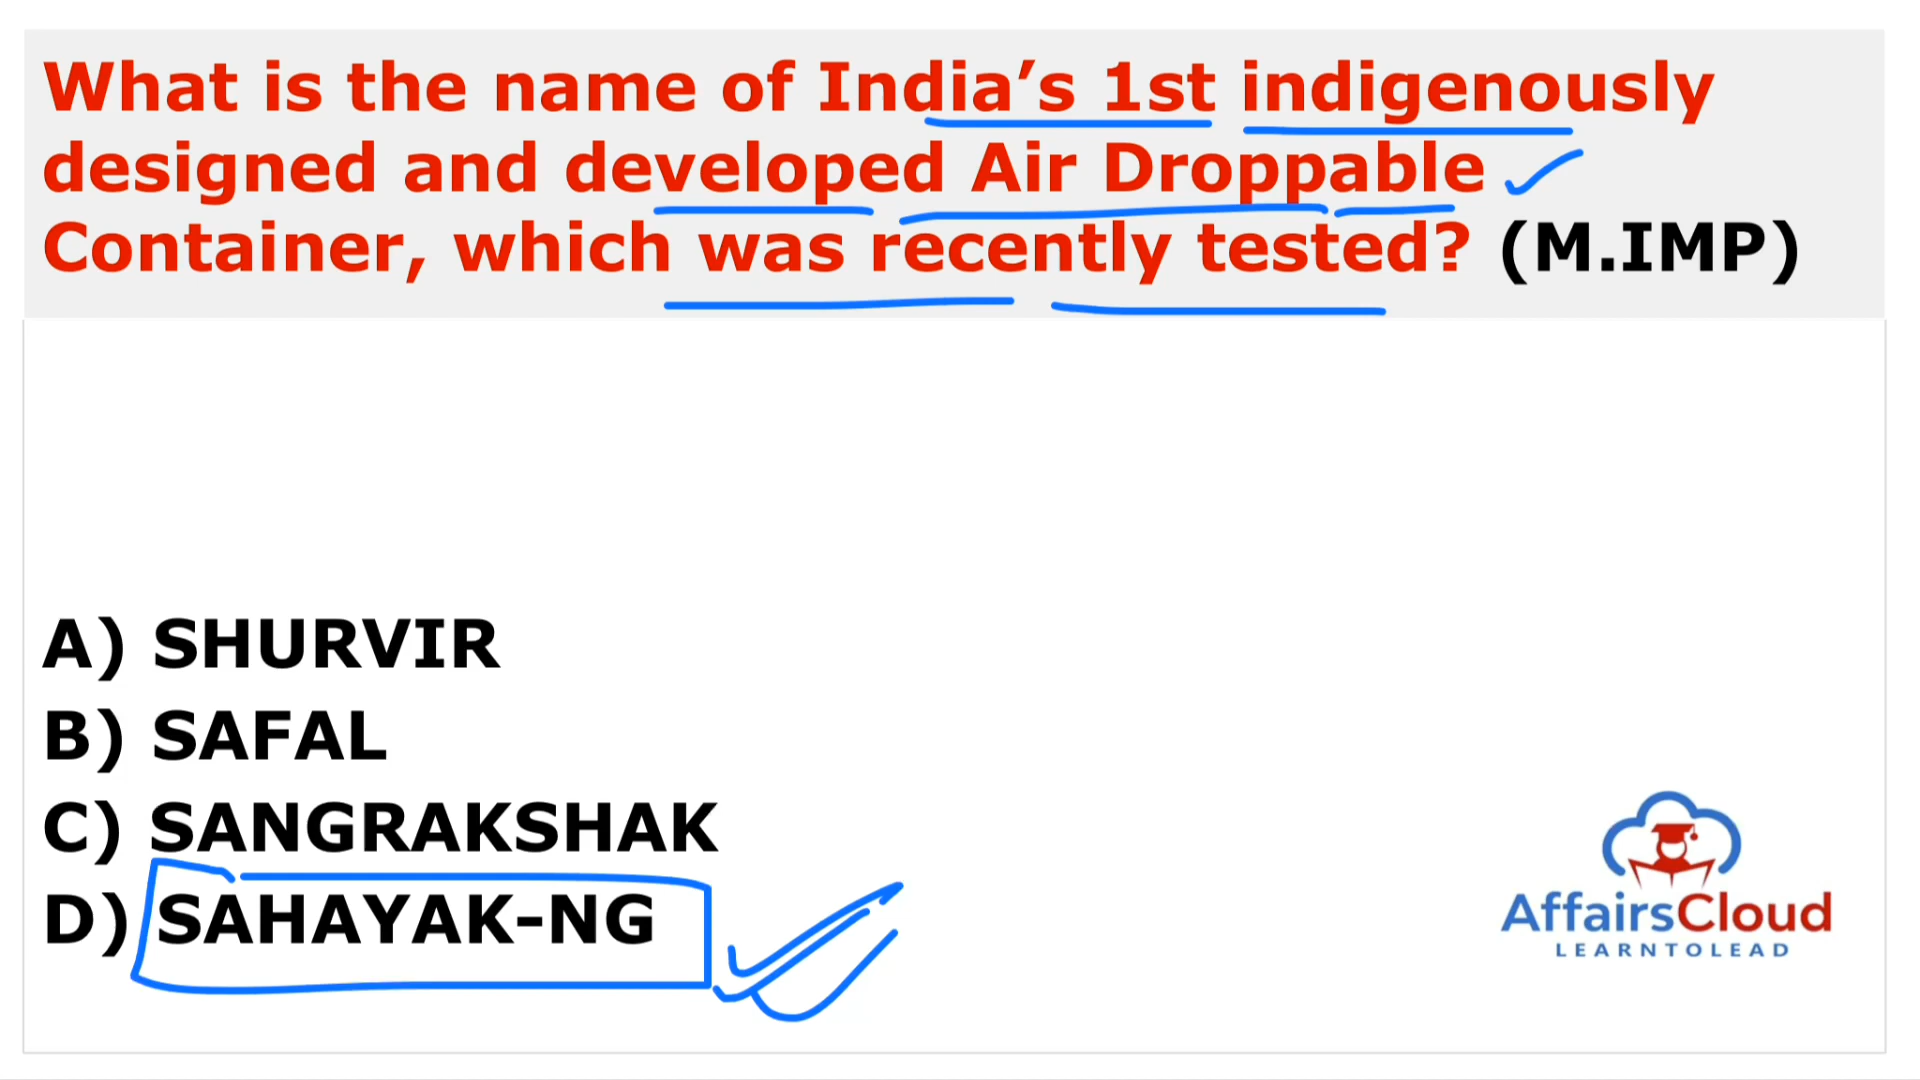 What is the name of India’s 1st indigenously
designed and developed Air Droppable
Container, which was recently tested? (M.IMP)
A) SHURVIR
B) SAFAL
C) SANGRAKSHAK
D) SAHAYAK-NG
AffairsCloud
LEARNTOLEAD